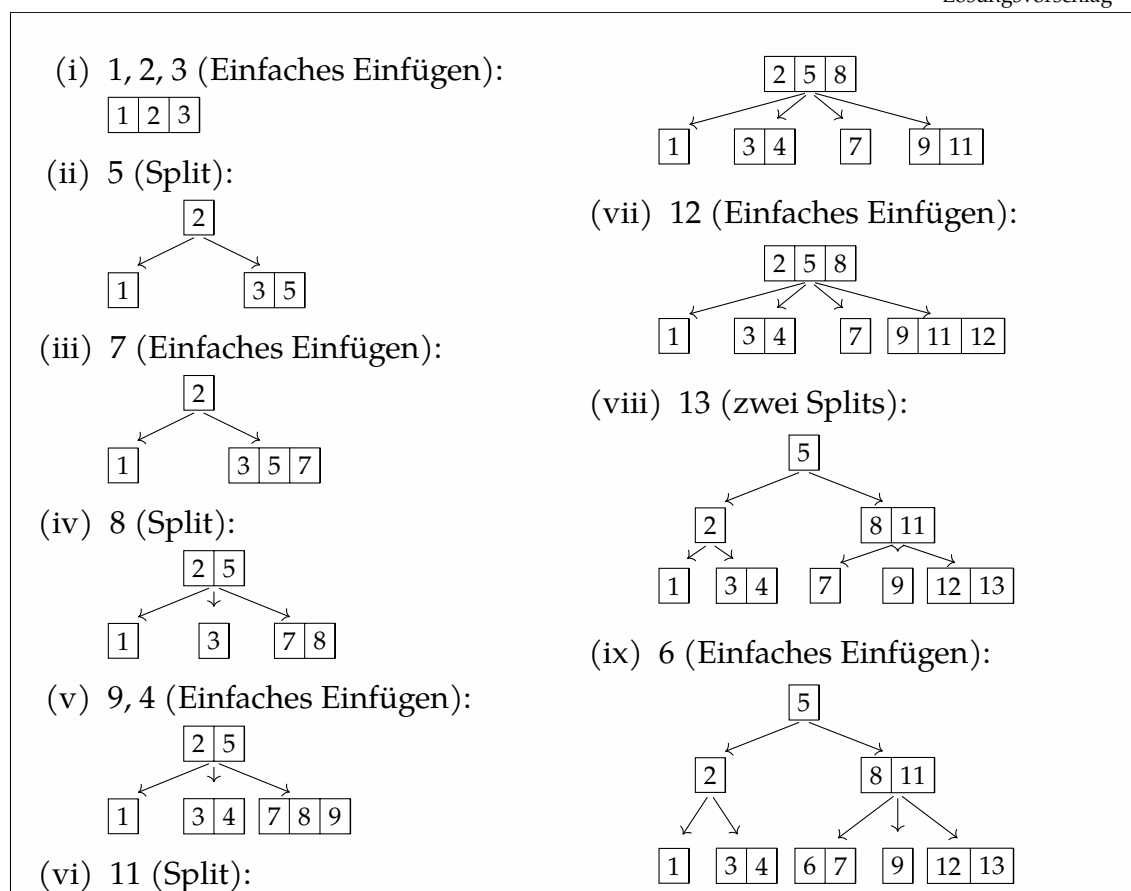 Lösungsvorschlag
(i) 1, 2, 3 (Einfaches Einfügen):
1 2 3
(ii) 5 (Split):
2
1 3 5
(iii) 7 (Einfaches Einfügen):
2
1 3 5 7
(iv) 8 (Split):
2 5
1 3 7 8
(v) 9, 4 (Einfaches Einfügen):
2 5
1 3 4 7 8 9
(vi) 11 (Split):
2 5 8
1 3 4 7 9 11
(vii) 12 (Einfaches Einfügen):
2 5 8
1 3 4 7 9 11 12
(viii) 13 (zwei Splits):
5
2 8 11
1 3 4 7 9 12 13
(ix) 6 (Einfaches Einfügen):
5
2 8 11
1 3 4 6 7 9 12 13